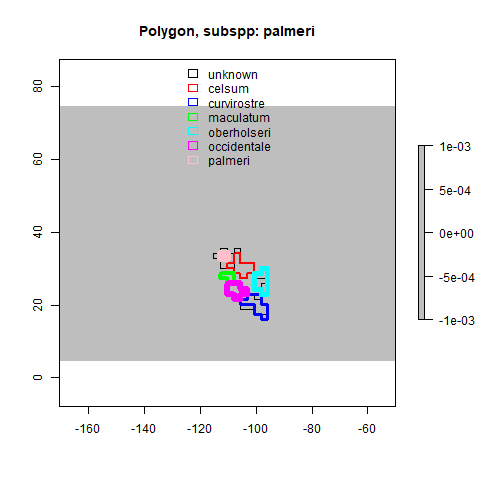 Polygon, subspp: palmeri
unknown
celsum
curvirostre
maculatum
oberholseri
occidentale
palmeri
80
60
40
20
0
-160
-140
-120
-100
-80
-60
1e-03
5e-04
0e+00
-5e-04
-1e-03